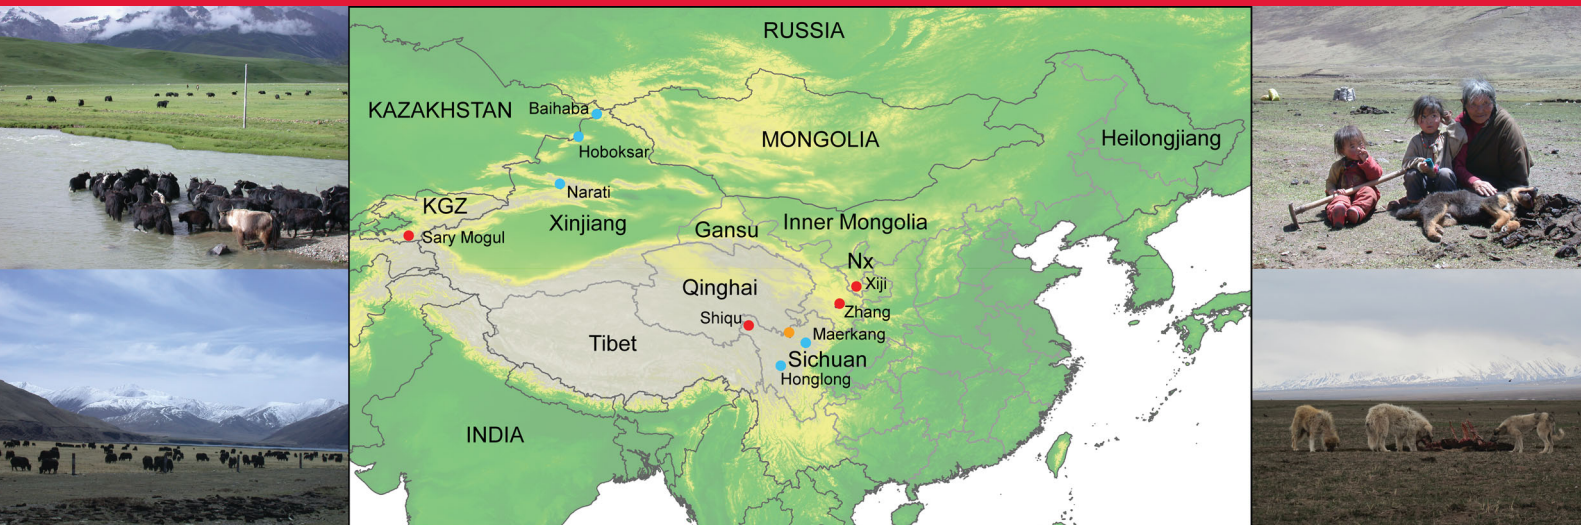 RUSSIA
KAZAKHSTAN
Baihaba
MONGOLIA
Heilongjiang
Hoboksar
Narati
KGZ
Xinjiang
Gansu
Inner Mongolia
Sary Mogul
Nx
Xiji
Qinghai
Zhang
Shiqu
Maerkang
Tibet
Sichuan
Honglong
INDIA